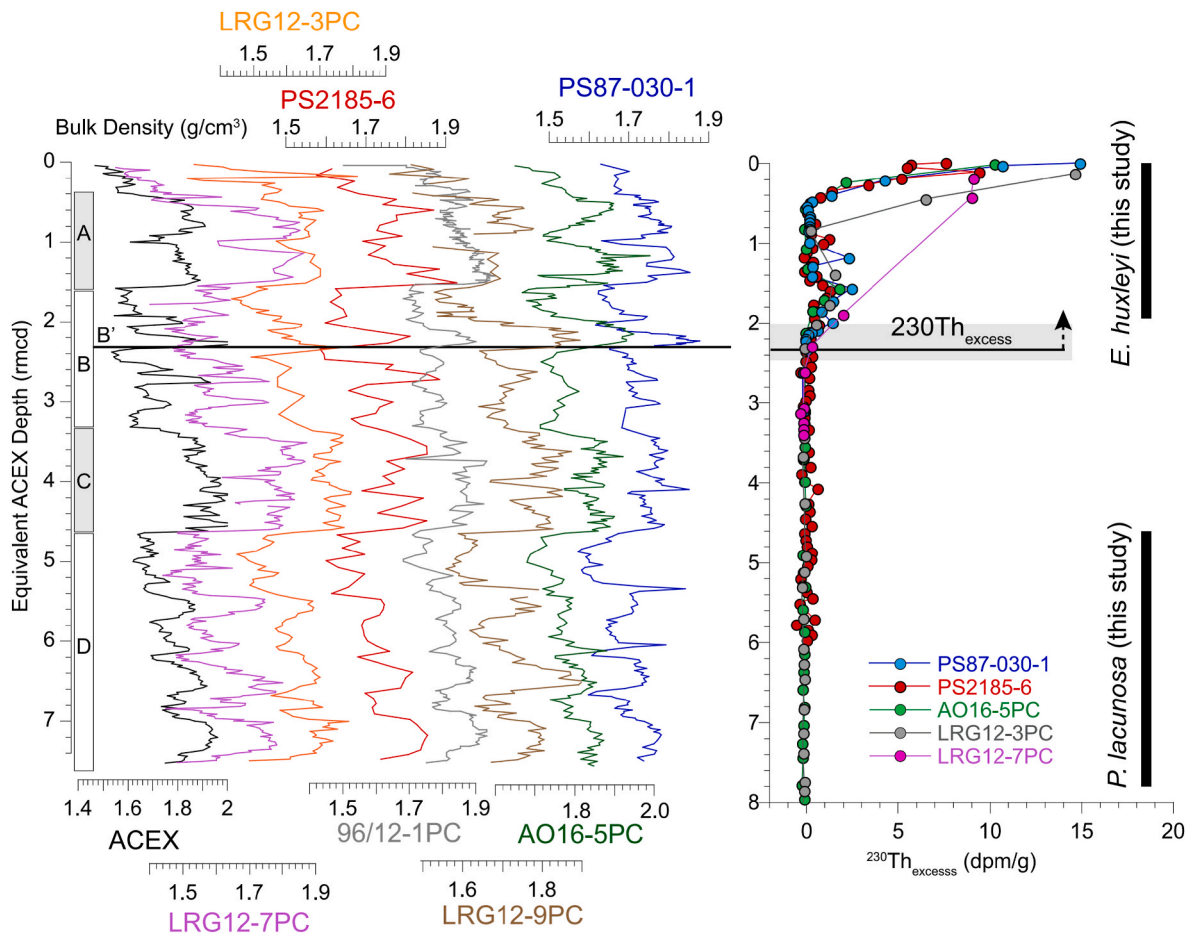 LRG12-3PC
1.5 1.7 1.9
PS2185-6
PS87-030-1
Bulk Density (g/cm³)
1.5 1.7 1.9
1.5 1.7 1.9
Equivalent ACEX Depth (rmcd)
0
1
2
3
4
5
6
7
A
B'
B
C
D
1.4 1.6 1.8 2
ACEX
1.5 1.7 1.9
96/12-1PC
1.8 2.0
AO16-5PC
1.5 1.7 1.9
LRG12-7PC
1.6 1.8
LRG12-9PC
0
1
2
3
4
5
6
7
8
230Th excess
E. huxleyi (this study)
P. lacunosa (this study)
PS87-030-1
PS2185-6
AO16-5PC
LRG12-3PC
LRG12-7PC
0 5 10 15 20
²³⁰Th excesss (dpm/g)